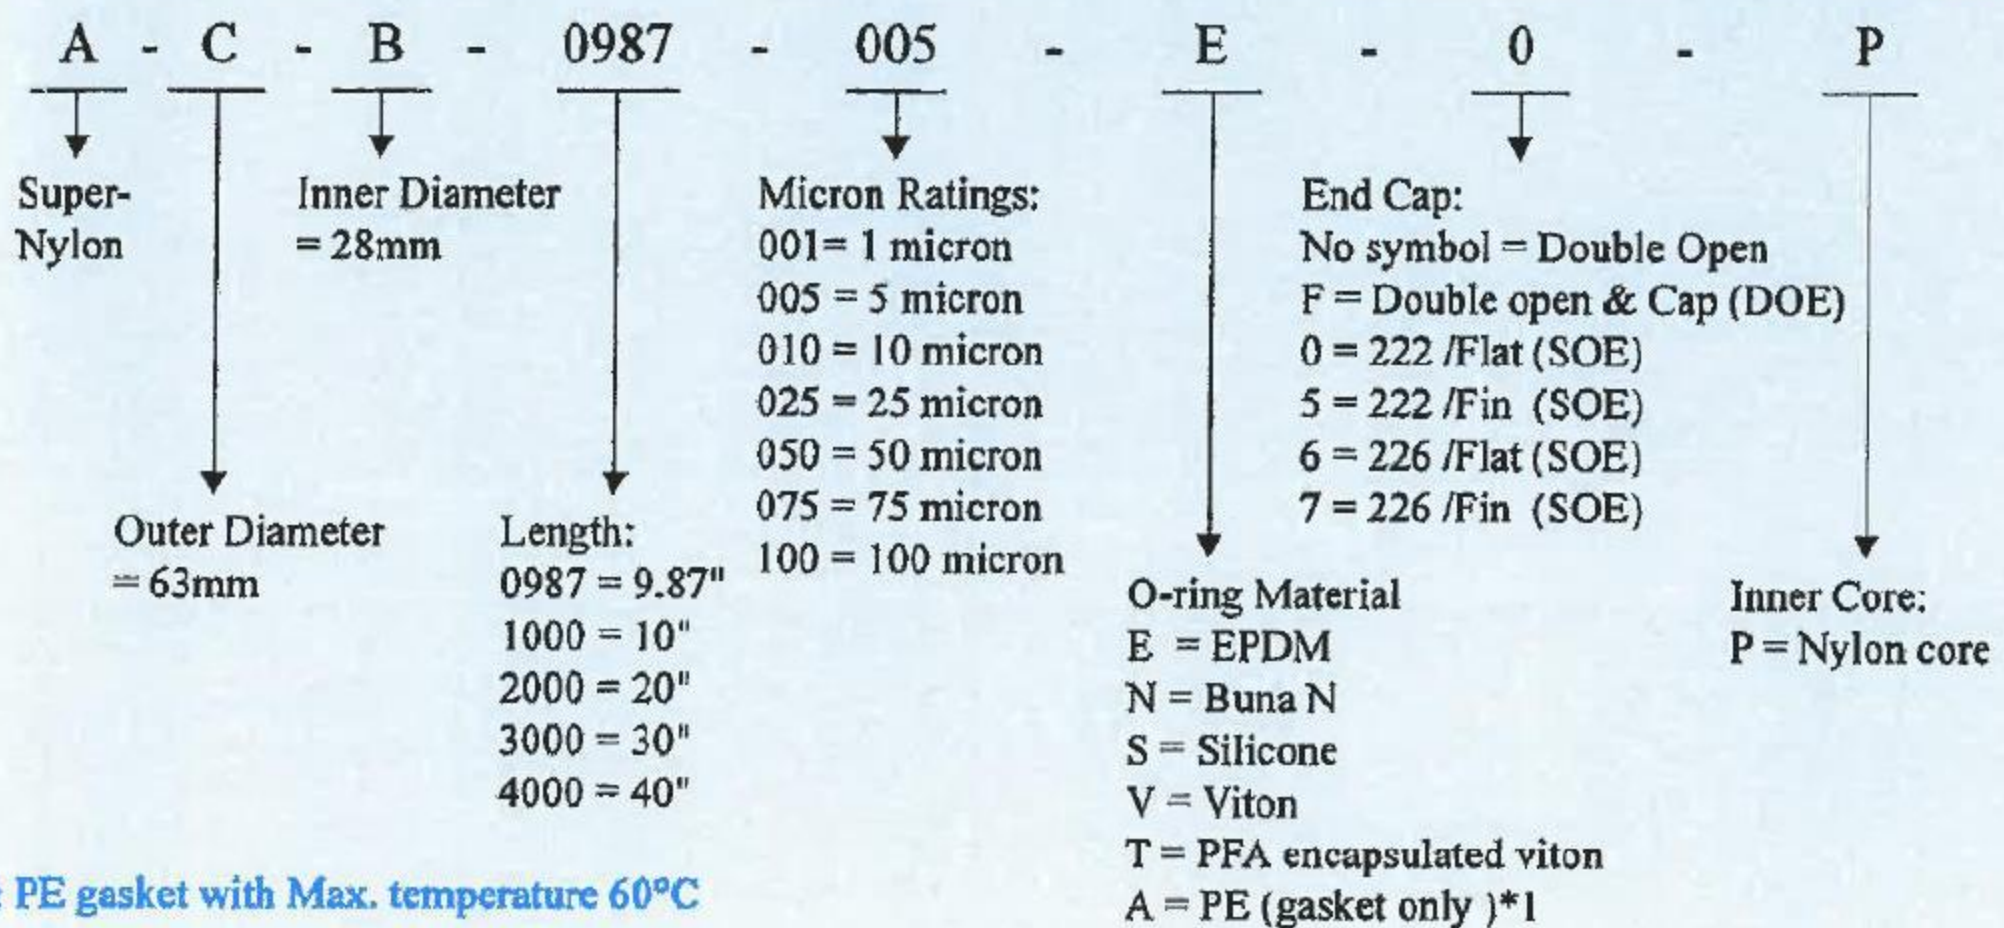 A - C - B - 0987 - 005 - E - 0 - P
Super-
Nylon
Outer Diameter
= 63mm
Inner Diameter
= 28mm
Length:
0987 = 9.87"
1000 = 10"
2000 = 20"
3000 = 30"
4000 = 40"
Micron Ratings:
001= 1 micron
005 = 5 micron
010 = 10 micron
025 = 25 micron
050 = 50 micron
075 = 75 micron
100 = 100 micron
O-ring Material
E = EPDM
N = Buna N
S = Silicone
V = Viton
T = PFA encapsulated viton
A = PE (gasket only )*1
End Cap:
No symbol = Double Open
F = Double open & Cap (DOE)
0 = 222 /Flat (SOE)
5 = 222 /Fin (SOE)
6 = 226 /Flat (SOE)
7 = 226 /Fin (SOE)
Inner Core:
P = Nylon core
: PE gasket with Max. temperature 60°C